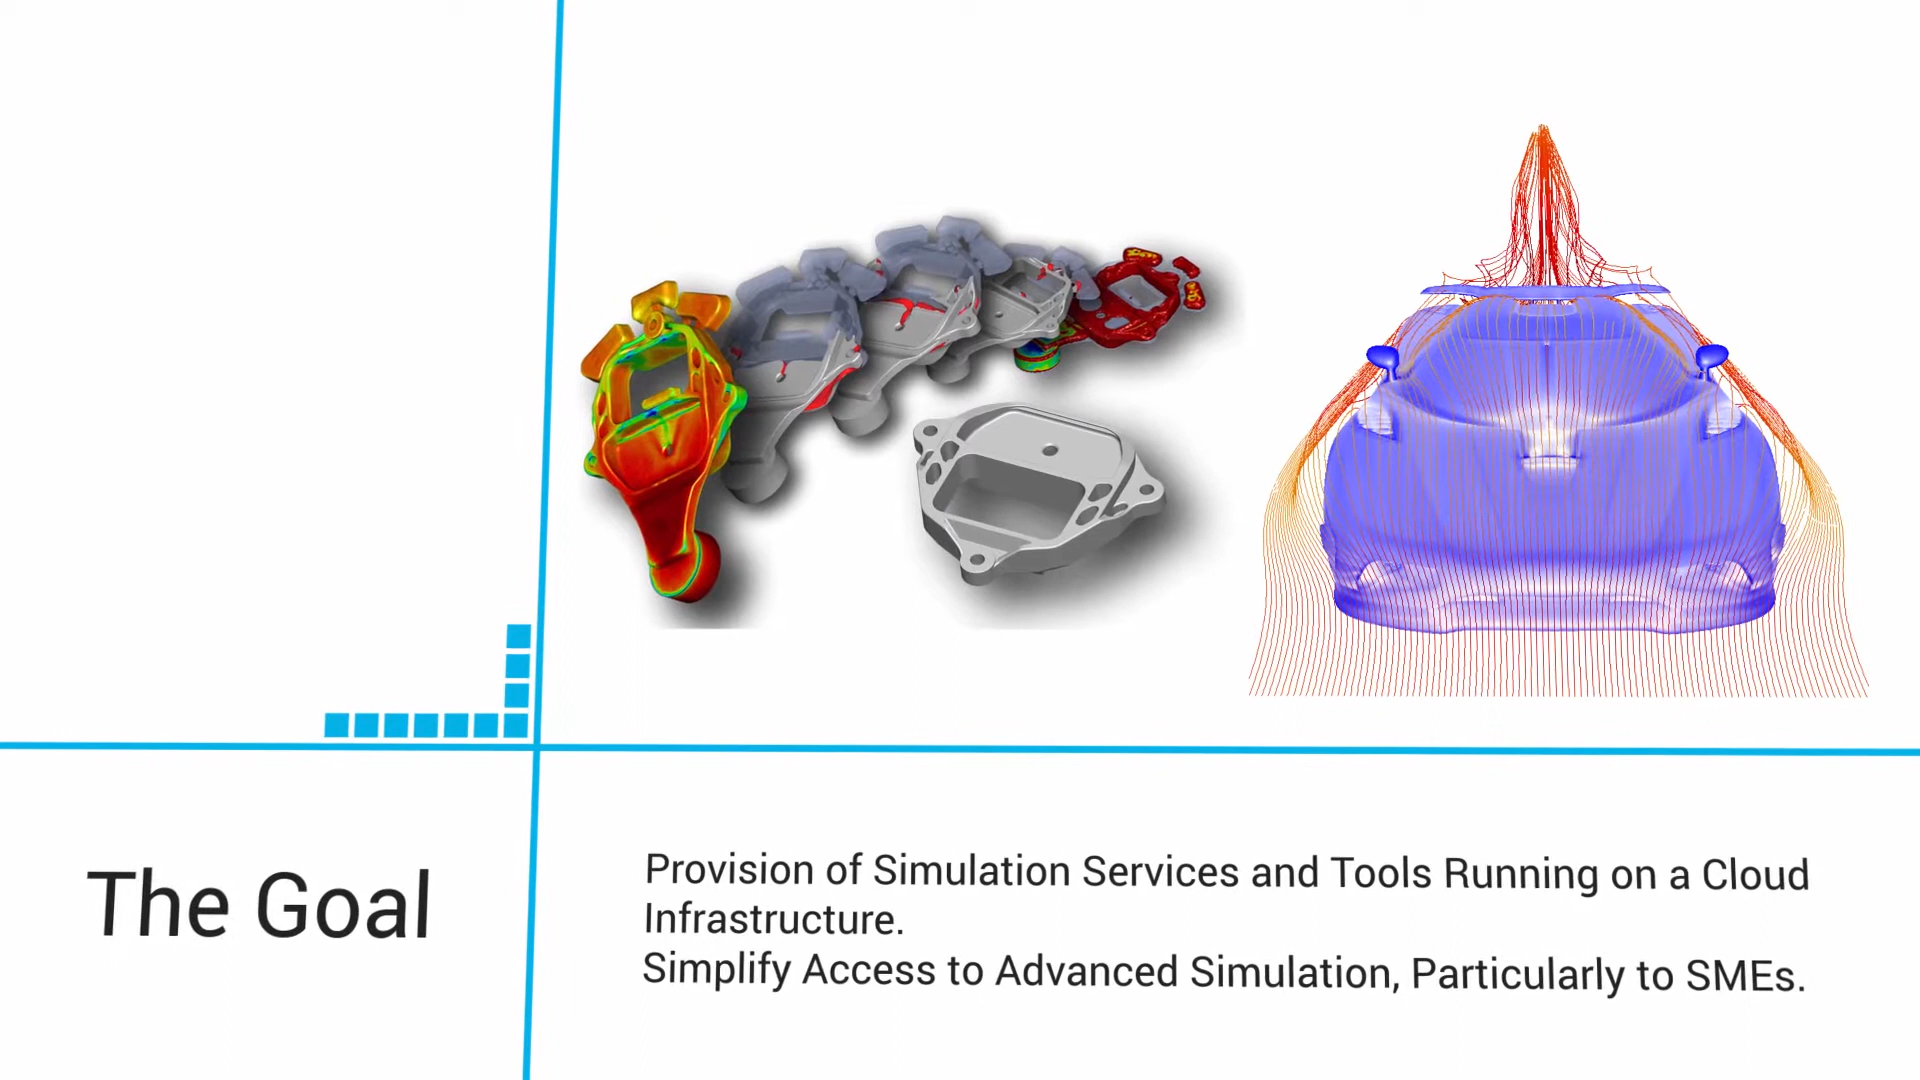 The Goal
Provision of Simulation Services and Tools Running on a Cloud
Infrastructure.
Simplify Access to Advanced Simulation, Particularly to SMEs.